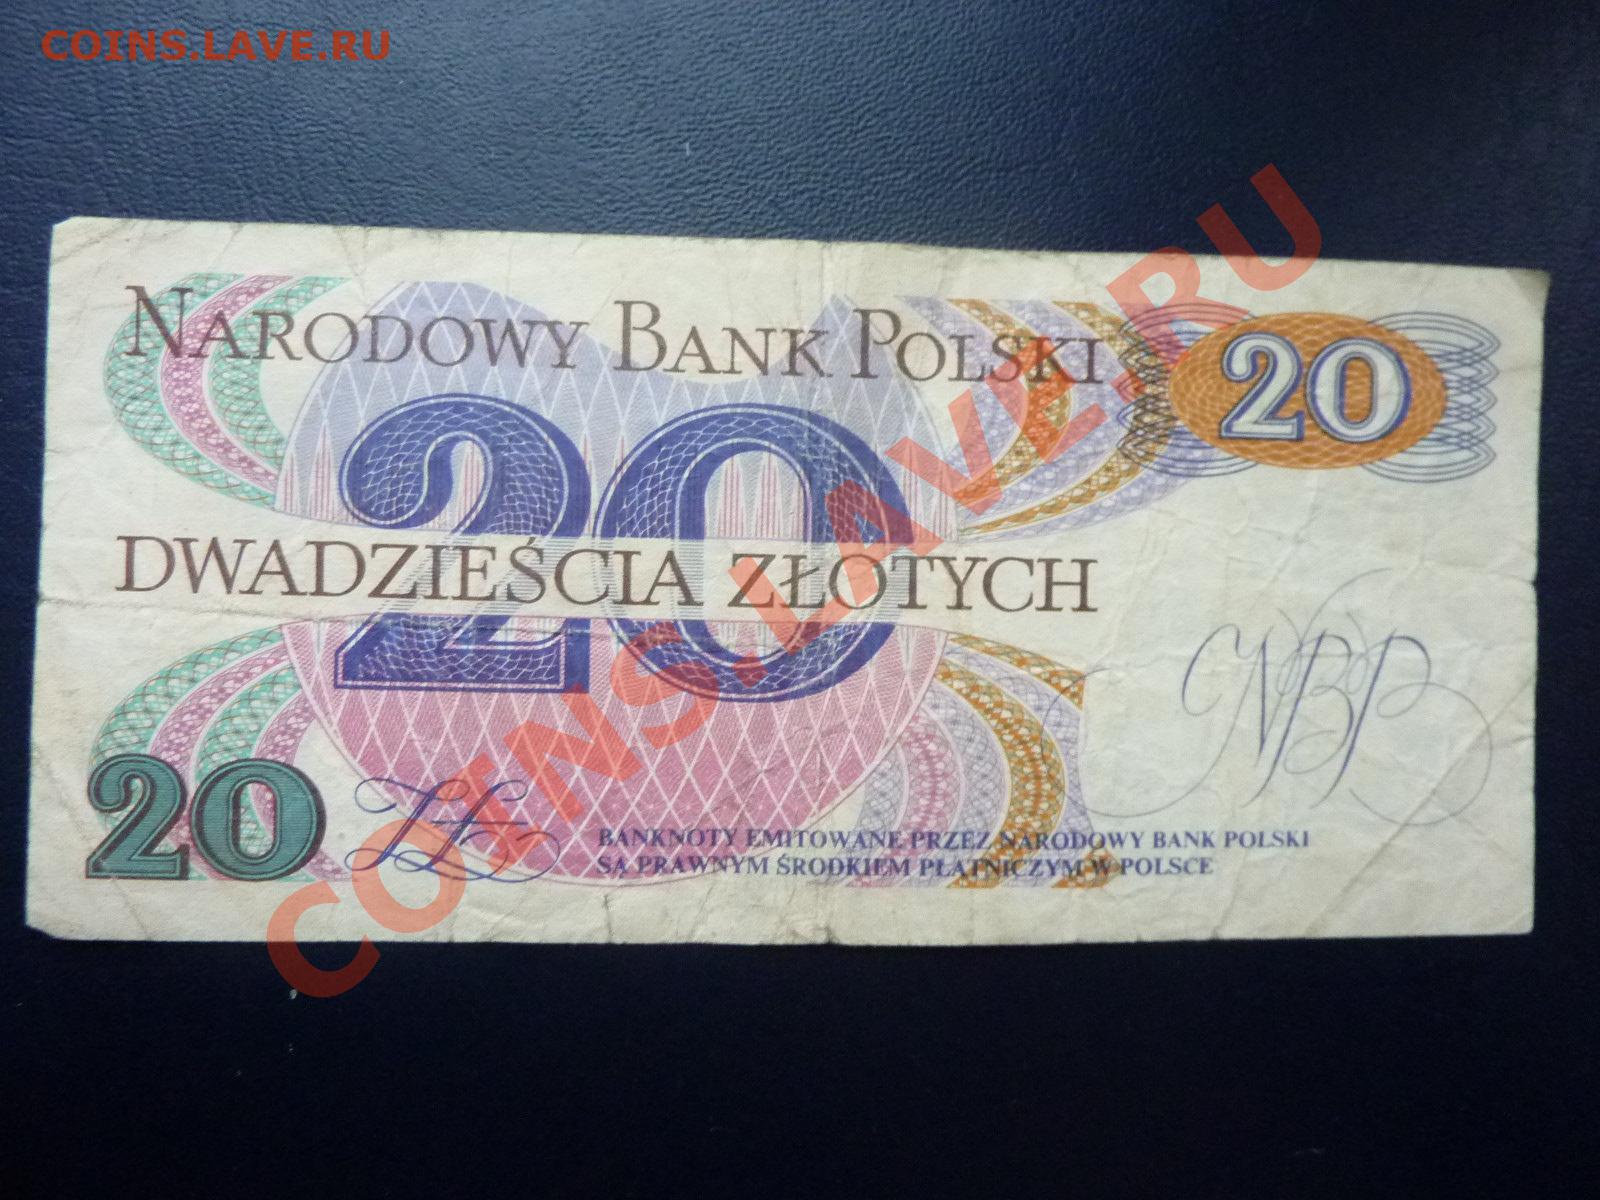 COINS.LAVE.RU
NARODOWY BANK POLSKI
20
20
DWADZIEŚCIA ZŁOTYCH
NBP
20
ZŁ
BANKNOTY EMITOWANE PRZEZ NARODOWY BANK POLSKI
SĄ PRAWNYM ŚRODKIEM PŁATNICZYM W POLSCE
COINS.LAVE.RU